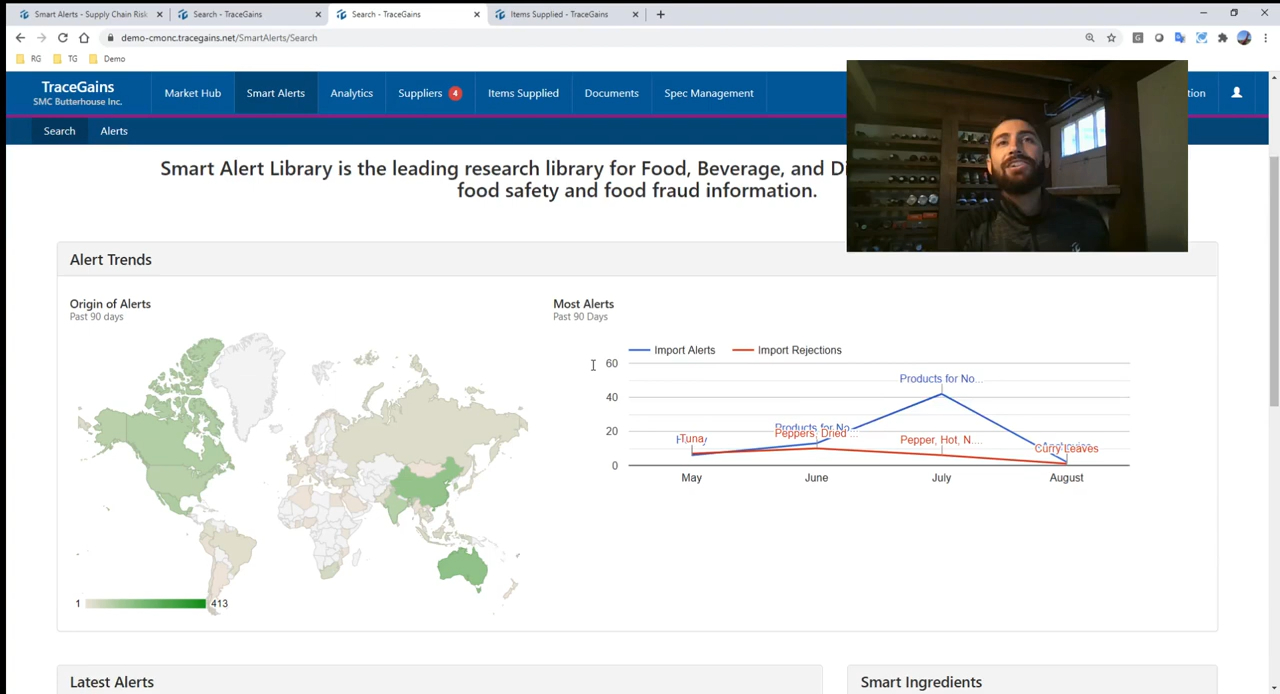 Smart Alerts - Supply Chain Risk
Search - TraceGains
Search - TraceGains
Items Supplied - TraceGains
demo-cmonc.tracegains.net/SmartAlerts/Search
RG TG Demo
TraceGains
SMC Butterhouse Inc.
Market Hub Smart Alerts Analytics Suppliers 4 Items Supplied Documents Spec Management tion
Search Alerts
Smart Alert Library is the leading research library for Food, Beverage, and Di
food safety and food fraud information.
Alert Trends
Origin of Alerts
Past 90 days
1 413
Most Alerts
Past 90 Days
Import Alerts Import Rejections
60
40
20
0
Products for No...
Tuna
Products for No...
Peppers, Dried ...
Pepper, Hot, N....
Curry Leaves
May June July August
Latest Alerts
Smart Ingredients